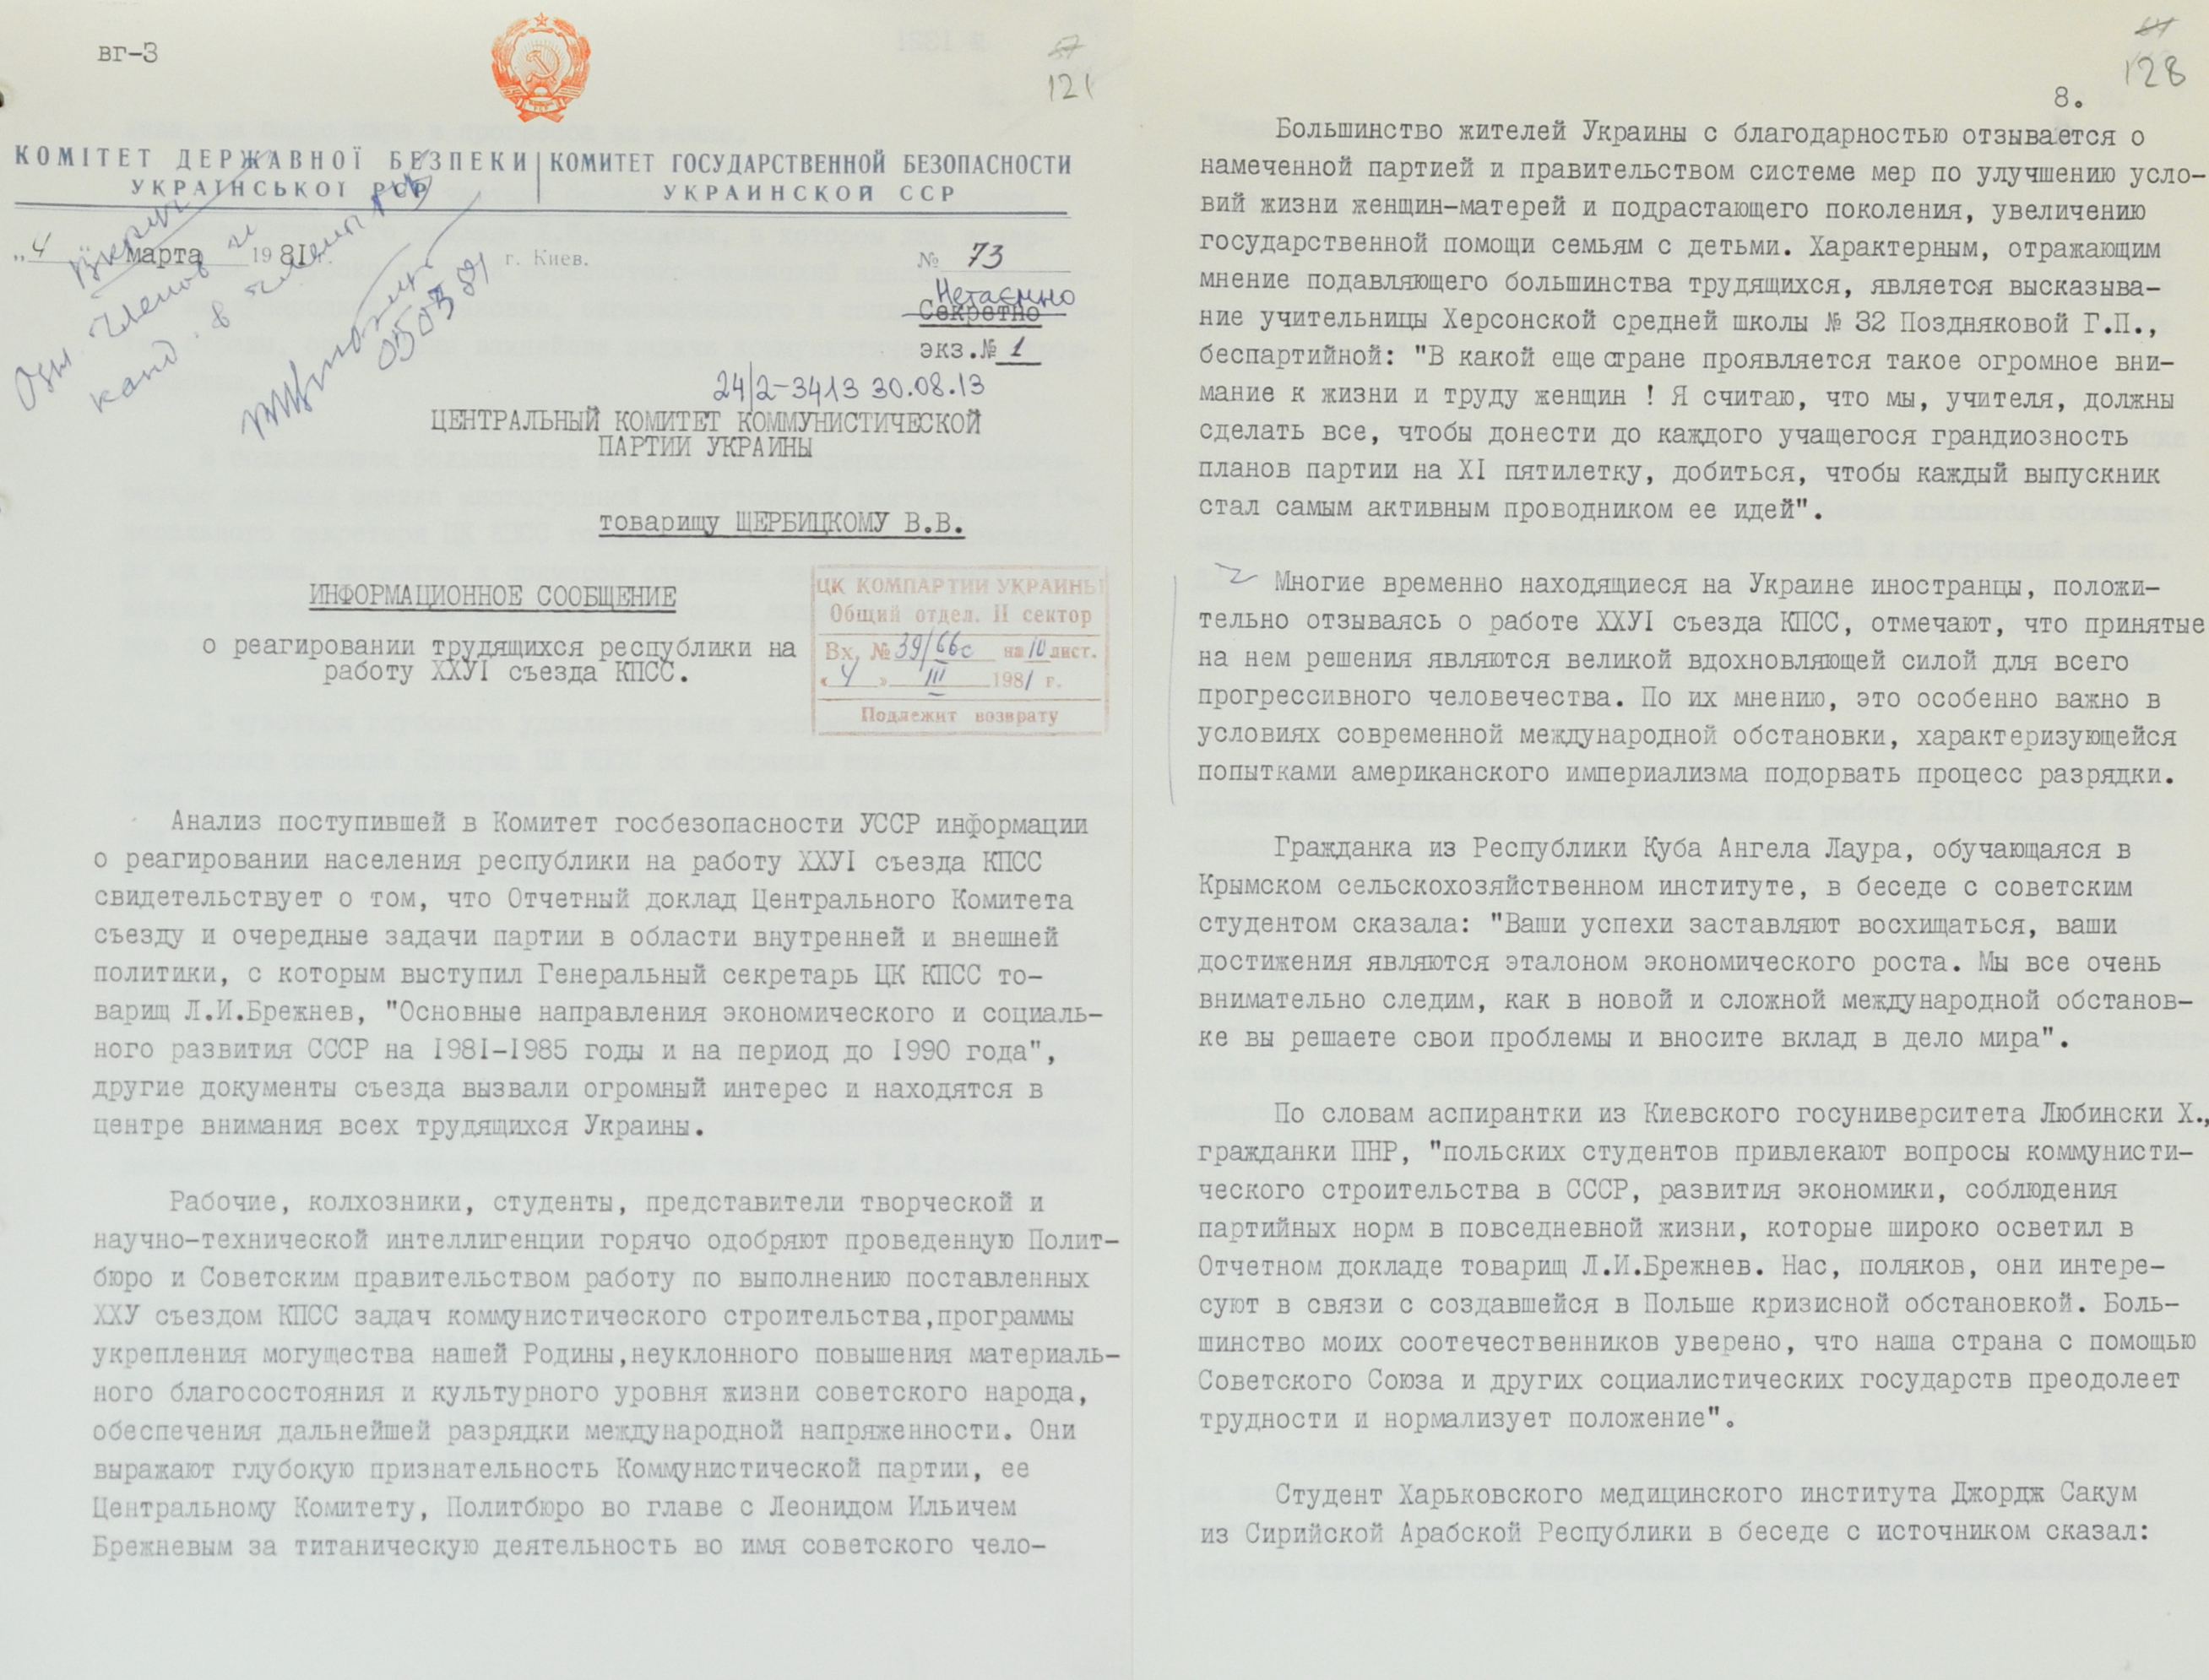 вг-3
121
КОМІТЕТ ДЕРЖАВНОЇ БЕЗПЕКИ
УКРАЇНСЬКОЇ РСР
КОМИТЕТ ГОСУДАРСТВЕННОЙ БЕЗОПАСНОСТИ
УКРАИНСКОЙ ССР
„4 марта 1981 г. г. Киев.
№ 73
Нетаємно
Секретно
экз.№ 1
24/2-3413 30.08.13
ЦЕНТРАЛЬНЫЙ КОМИТЕТ КОММУНИСТИЧЕСКОЙ
ПАРТИИ УКРАИНЫ
товарищу ЩЕРБИЦКОМУ В.В.
ИНФОРМАЦИОННОЕ СООБЩЕНИЕ
о реагировании трудящихся республики на
работу ХХУI съезда КПСС.
ЦК КОМПАРТИИ УКРАИНЫ
Общий отдел. II сектор
Вх. № 39/66с на 10 лист.
« 4 » III 1981 г.
Подлежит возврату
Анализ поступившей в Комитет госбезопасности УССР информации
о реагировании населения республики на работу ХХУI съезда КПСС
свидетельствует о том, что Отчетный доклад Центрального Комитета
съезду и очередные задачи партии в области внутренней и внешней
политики, с которым выступил Генеральный секретарь ЦК КПСС то-
варищ Л.И.Брежнев, "Основные направления экономического и социаль-
ного развития СССР на 1981-1985 годы и на период до 1990 года",
другие документы съезда вызвали огромный интерес и находятся в
центре внимания всех трудящихся Украины.
Рабочие, колхозники, студенты, представители творческой и
научно-технической интеллигенции горячо одобряют проведенную Полит-
бюро и Советским правительством работу по выполнению поставленных
ХХУ съездом КПСС задач коммунистического строительства,программы
укрепления могущества нашей Родины,неуклонного повышения материаль-
ного благосостояния и культурного уровня жизни советского народа,
обеспечения дальнейшей разрядки международной напряженности. Они
выражают глубокую признательность Коммунистической партии, ее
Центральному Комитету, Политбюро во главе с Леонидом Ильичем
Брежневым за титаническую деятельность во имя советского чело-
128
8.
Большинство жителей Украины с благодарностью отзывается о
намеченной партией и правительством системе мер по улучшению усло-
вий жизни женщин-матерей и подрастающего поколения, увеличению
государственной помощи семьям с детьми. Характерным, отражающим
мнение подавляющего большинства трудящихся, является высказыва-
ние учительницы Херсонской средней школы № 32 Поздняковой Г.П.,
беспартийной: "В какой еще стране проявляется такое огромное вни-
мание к жизни и труду женщин ! Я считаю, что мы, учителя, должны
сделать все, чтобы донести до каждого учащегося грандиозность
планов партии на XI пятилетку, добиться, чтобы каждый выпускник
стал самым активным проводником ее идей".
Многие временно находящиеся на Украине иностранцы, положи-
тельно отзываясь о работе ХХУI съезда КПСС, отмечают, что принятые
на нем решения являются великой вдохновляющей силой для всего
прогрессивного человечества. По их мнению, это особенно важно в
условиях современной международной обстановки, характеризующейся
попытками американского империализма подорвать процесс разрядки.
Гражданка из Республики Куба Ангела Лаура, обучающаяся в
Крымском сельскохозяйственном институте, в беседе с советским
студентом сказала: "Ваши успехи заставляют восхищаться, ваши
достижения являются эталоном экономического роста. Мы все очень
внимательно следим, как в новой и сложной международной обстанов-
ке вы решаете свои проблемы и вносите вклад в дело мира".
По словам аспирантки из Киевского госуниверситета Любински Х.,
гражданки ПНР, "польских студентов привлекают вопросы коммунисти-
ческого строительства в СССР, развития экономики, соблюдения
партийных норм в повседневной жизни, которые широко осветил в
Отчетном докладе товарищ Л.И.Брежнев. Нас, поляков, они интере-
суют в связи с создавшейся в Польше кризисной обстановкой. Боль-
шинство моих соотечественников уверено, что наша страна с помощью
Советского Союза и других социалистических государств преодолеет
трудности и нормализует положение".
Студент Харьковского медицинского института Джордж Сакум
из Сирийской Арабской Республики в беседе с источником сказал: